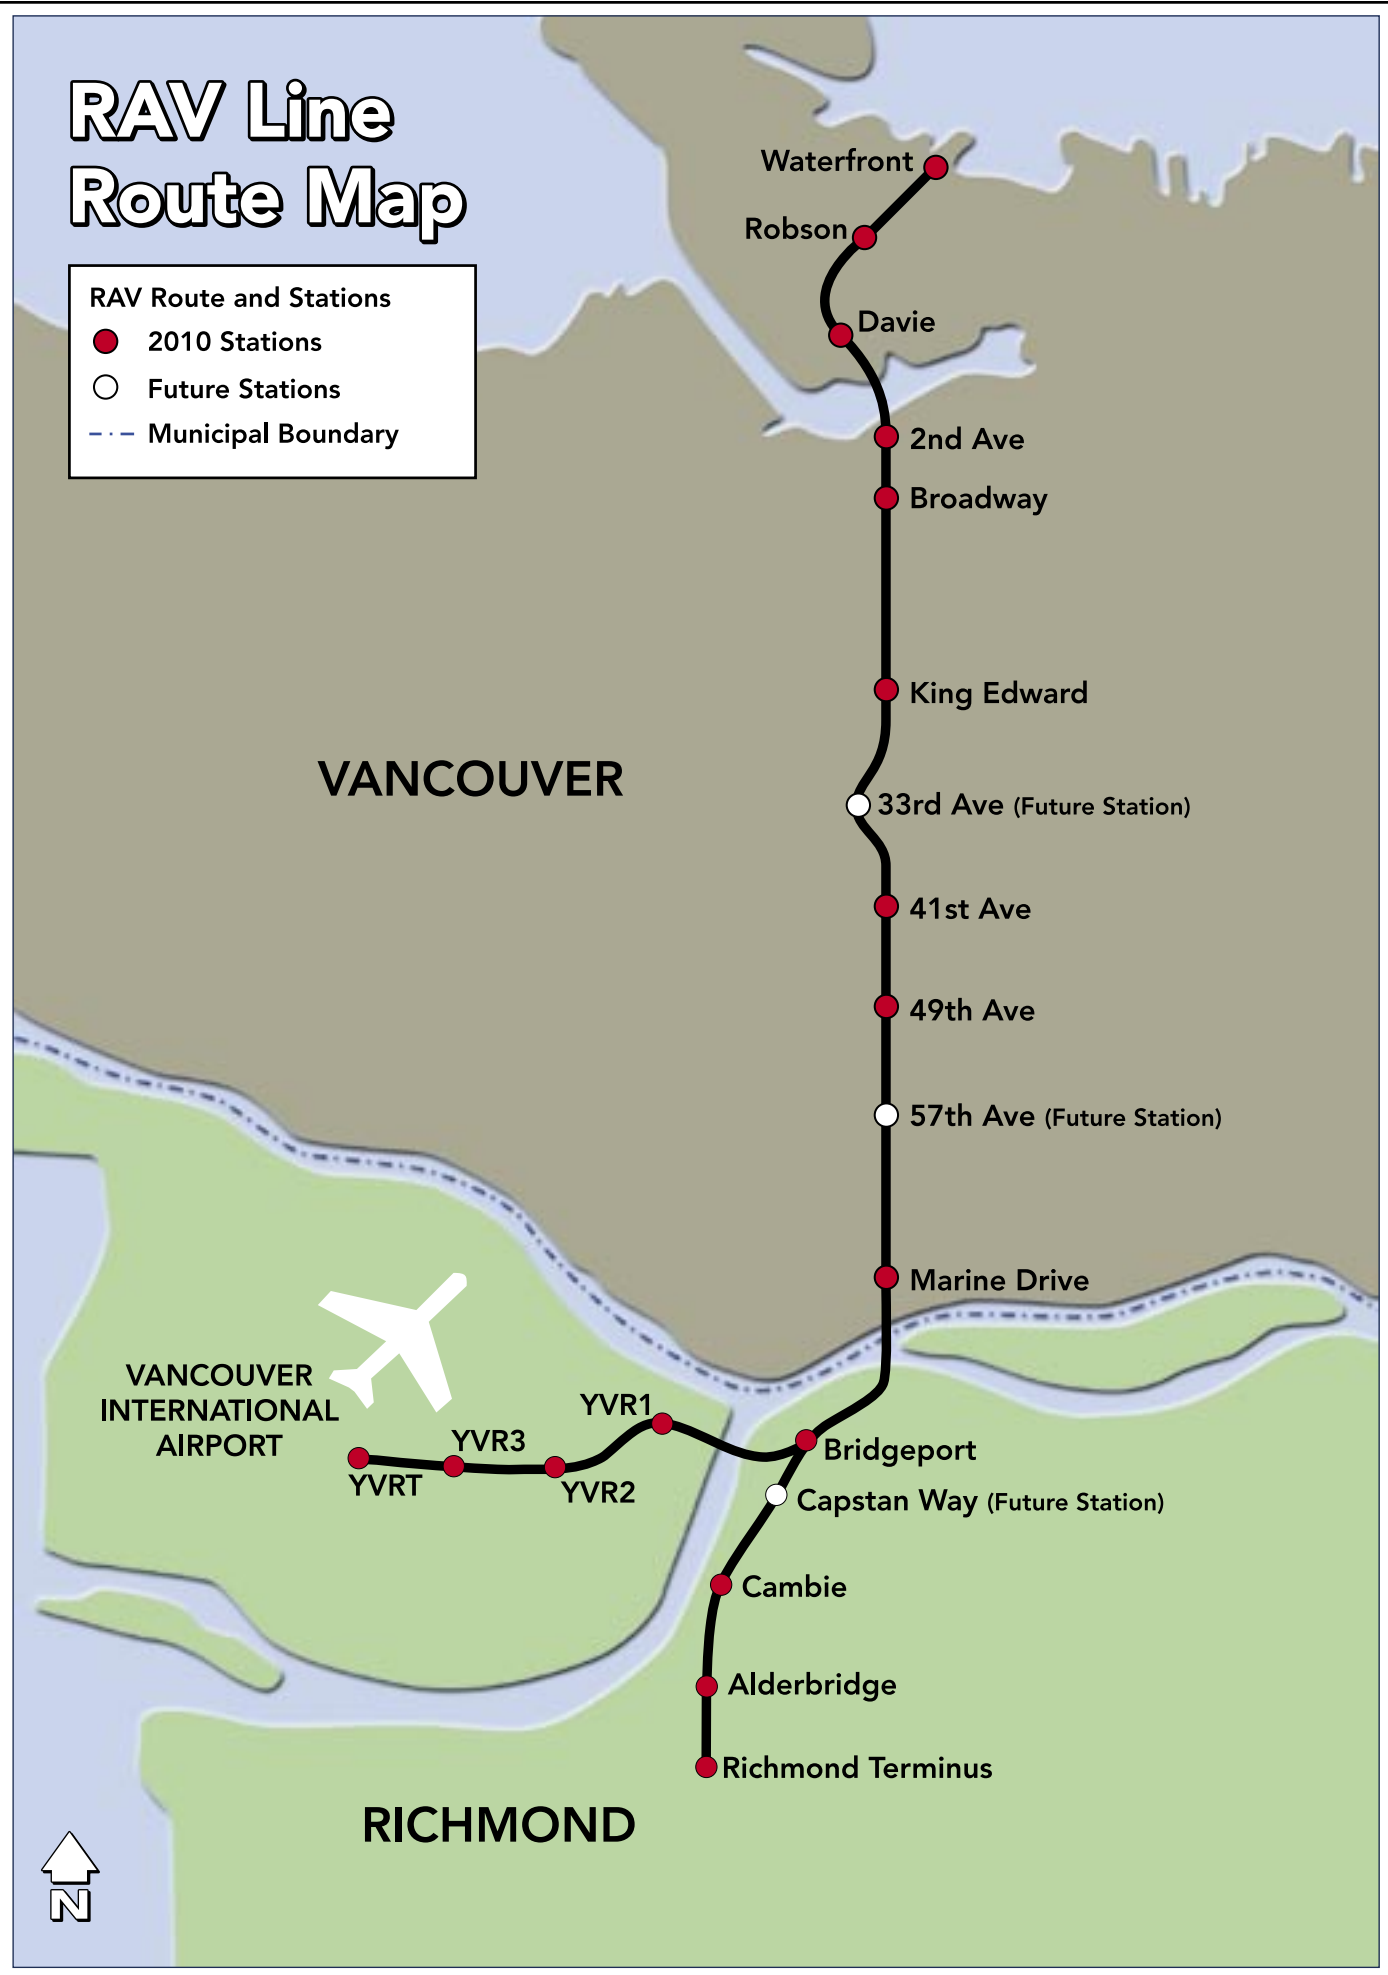 RAV Line
Route Map
RAV Route and Stations
2010 Stations
Future Stations
Municipal Boundary
Waterfront
Robson
Davie
2nd Ave
Broadway
King Edward
VANCOUVER
33rd Ave (Future Station)
41st Ave
49th Ave
57th Ave (Future Station)
Marine Drive
VANCOUVER
INTERNATIONAL
AIRPORT
YVR1
YVR3
YVRT
YVR2
Bridgeport
Capstan Way (Future Station)
Cambie
Alderbridge
Richmond Terminus
RICHMOND
N